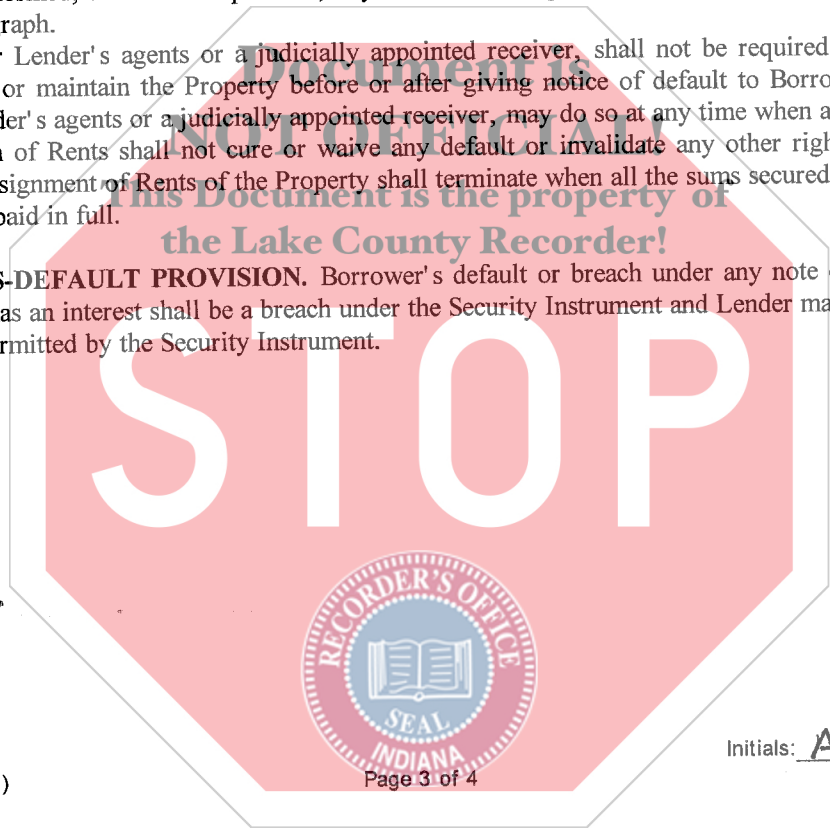 raph.
Lender's agents or a judicially appointed receiver, shall not be required
or maintain the Property before or after giving notice of default to Borro
er's agents or a judicially appointed receiver, may do so at any time when a
of Rents shall not cure or waive any default or invalidate any other righ
signment of Rents of the Property shall terminate when all the sums secured
paid in full.
S-DEFAULT PROVISION. Borrower's default or breach under any note
as an interest shall be a breach under the Security Instrument and Lender ma
rmitted by the Security Instrument.
Document is
NOT OFFICIAL!
This Document is the property of
the Lake County Recorder!
STOP
RECORDER'S OFFICE
SEAL
INDIANA
Initials: A
)
Page 3 of 4